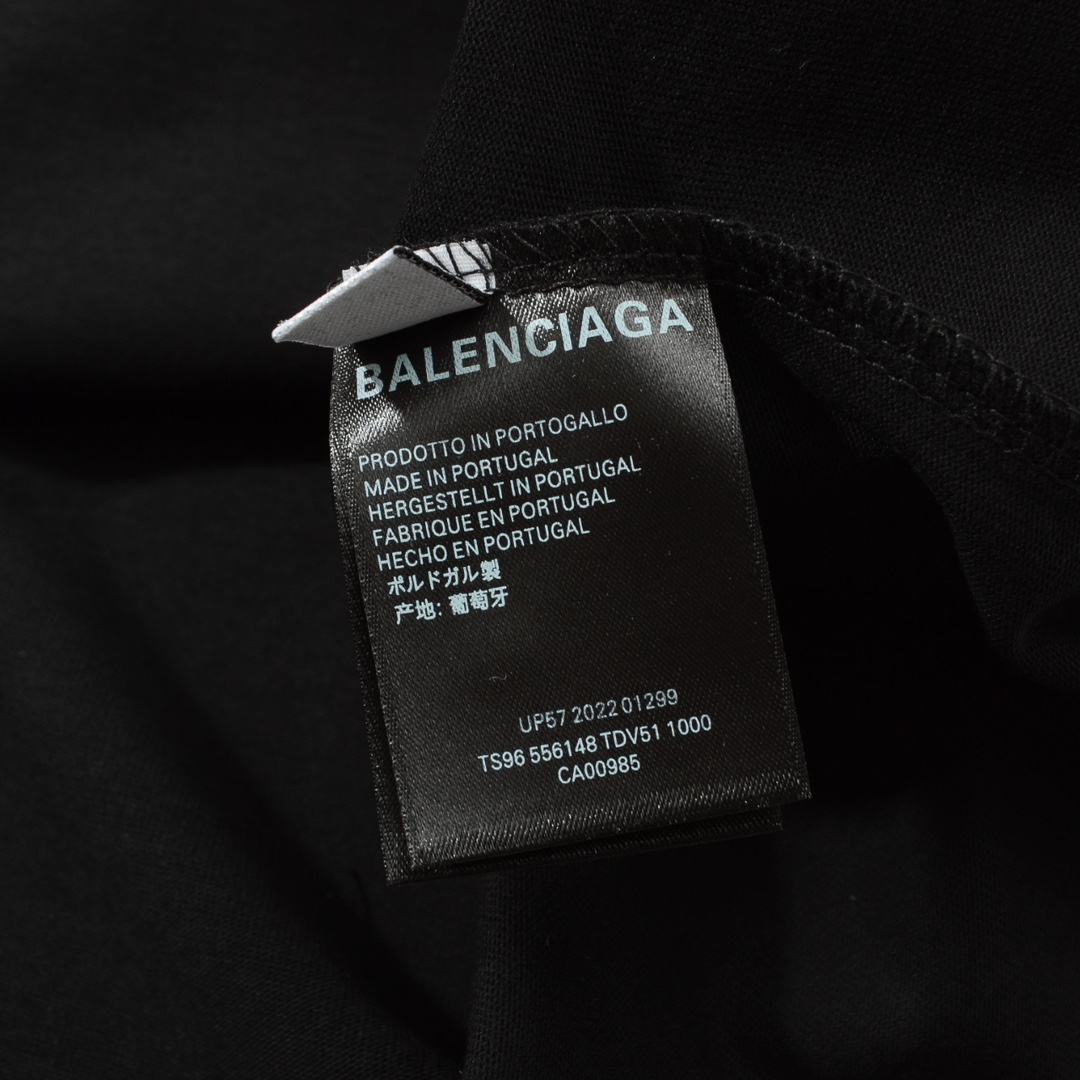 BALENCIAGA
PRODOTTO IN PORTOGALLO
MADE IN PORTUGAL
HERGESTELLT IN PORTUGAL
FABRIQUE EN PORTUGAL
HECHO EN PORTUGAL
ポルドガル製
产地: 葡萄牙
UP57 2022 01299
TS96 556148 TDV51 1000
CA00985